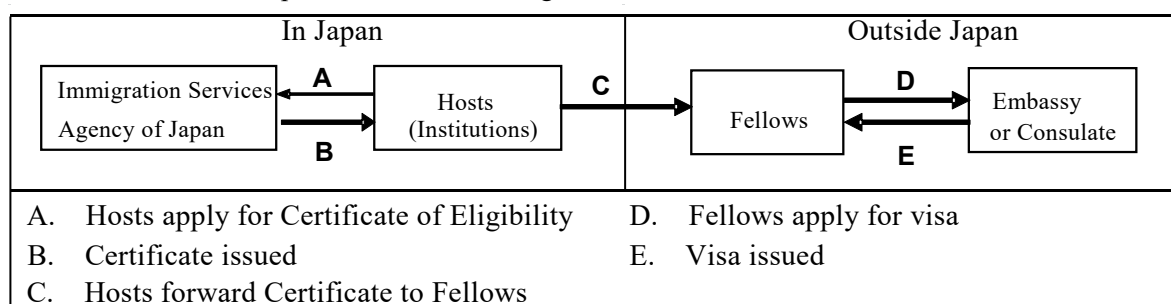 In Japan
Outside Japan
A
C
D
Immigration Services
Agency of Japan
Hosts
(Institutions)
Fellows
Embassy
or Consulate
B
E
A. Hosts apply for Certificate of Eligibility
D. Fellows apply for visa
B. Certificate issued
E. Visa issued
C. Hosts forward Certificate to Fellows